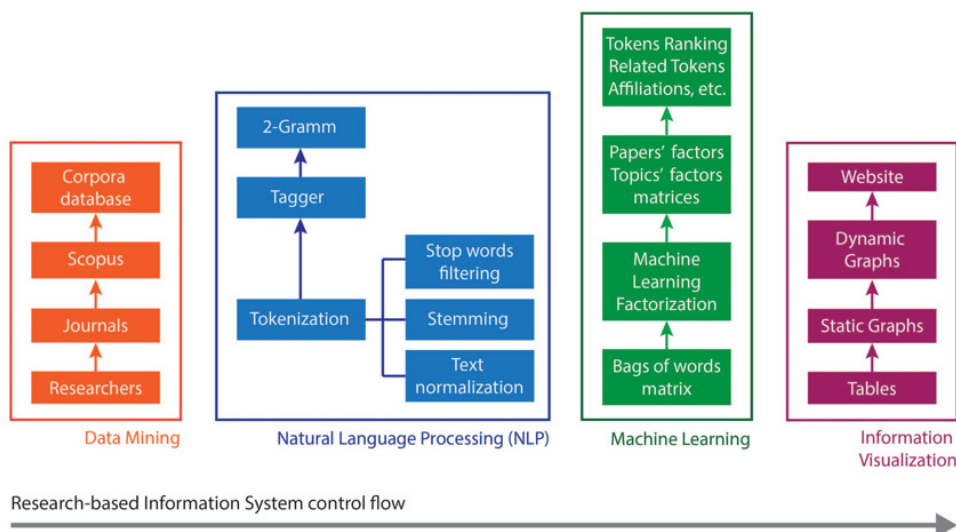 Corpora
database
Scopus
Journals
Researchers
Data Mining
2-Gramm
Tagger
Tokenization
Stop words
filtering
Stemming
Text
normalization
Natural Language Processing (NLP)
Tokens Ranking
Related Tokens
Affiliations, etc.
Papers' factors
Topics' factors
matrices
Machine
Learning
Factorization
Bags of words
matrix
Machine Learning
Website
Dynamic
Graphs
Static Graphs
Tables
Information
Visualization
Research-based Information System control flow